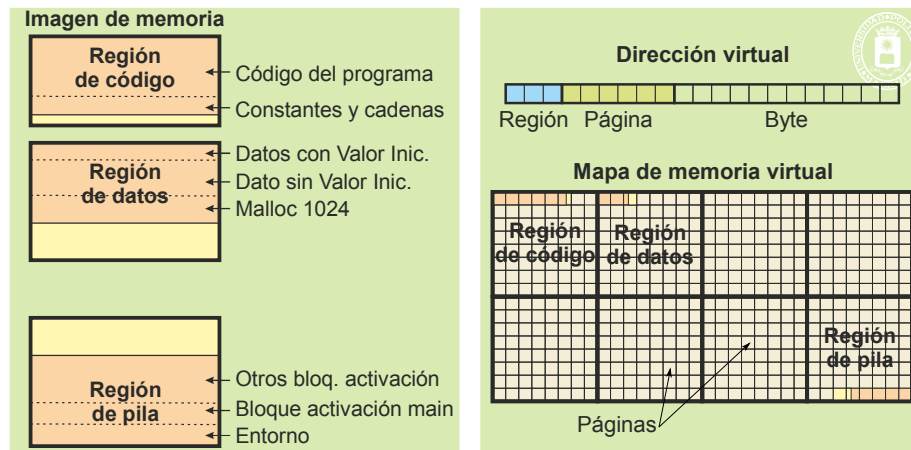 Imagen de memoria
Región
de código
Código del programa
Constantes y cadenas
Región
de datos
Datos con Valor Inic.
Dato sin Valor Inic.
Malloc 1024
Región
de pila
Otros bloq. activación
Bloque activación main
Entorno
Dirección virtual
Región Página Byte
Mapa de memoria virtual
Región
de código
Región
de datos
Región
de pila
Páginas